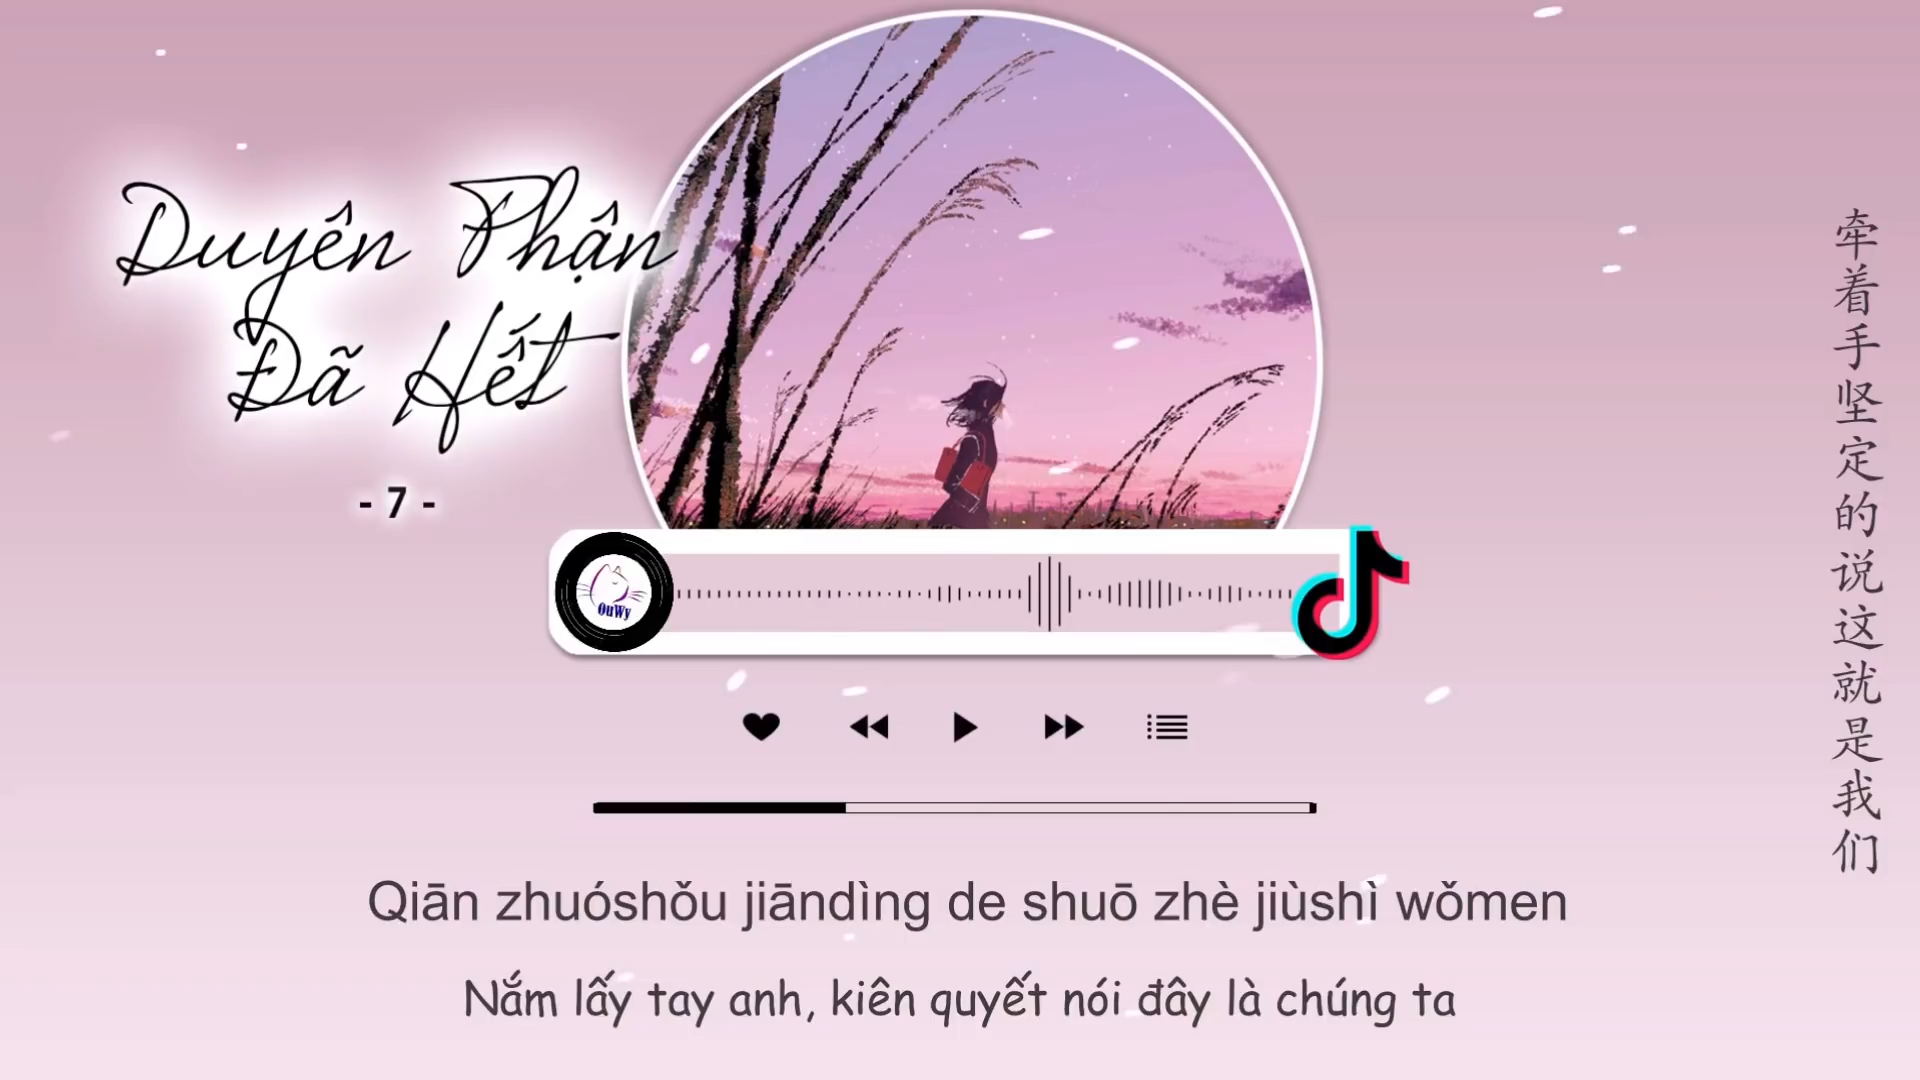 Duyên Phận
Đã Hết
- 7 -
OuWy
牵着手坚定的说这就是我们
Qiān zhuóshǒu jiāndìng de shuō zhè jiùshì wǒmen
Nắm lấy tay anh, kiên quyết nói đây là chúng ta